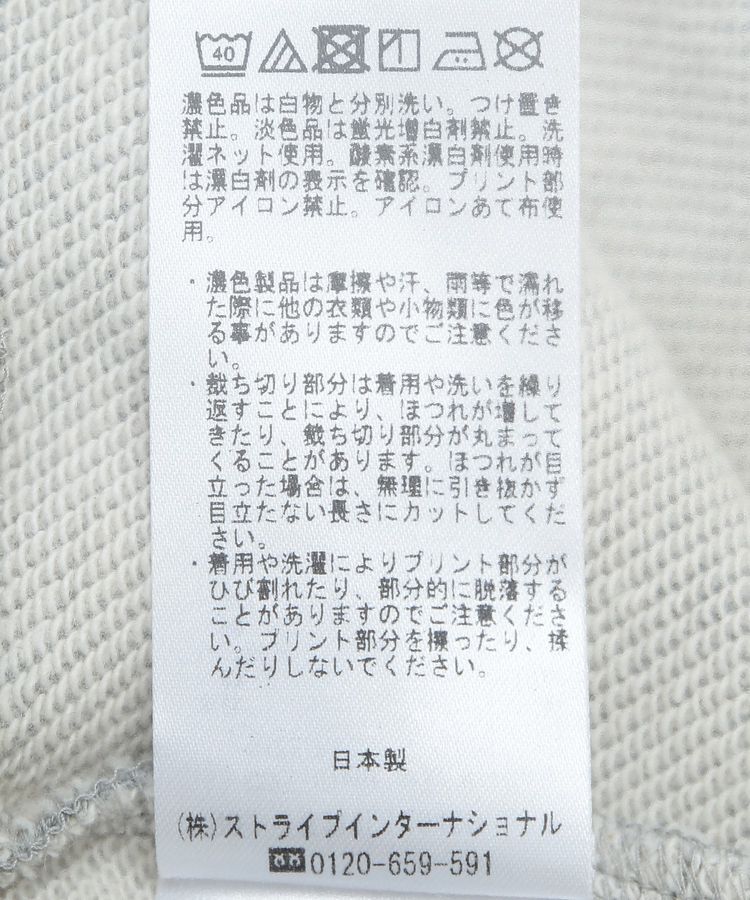 40
濃色品は白物と分別洗い。つけ置き
禁止。淡色品は蛍光増白剤禁止。洗
濯ネット使用。酸素系漂白剤使用時
は漂白剤の表示を確認。プリント部
分アイロン禁止。アイロンあて布使
用。
・濃色製品は摩擦や汗、雨等で濡れ
た際に他の衣類や小物類に色が移
る事がありますのでご注意くださ
い。
・裁ち切り部分は着用や洗いを繰り
返すことにより、ほつれが増して
きたり、裁ち切り部分が丸まって
くることがあります。ほつれが目
立った場合は、無理に引き抜かず
目立たない長さにカットしてくだ
さい。
・着用や洗濯によりプリント部分が
ひび割れたり、部分的に脱落する
ことがありますのでご注意くださ
い。プリント部分を擦ったり、揉
んだりしないでください。
日本製
(株)ストライプインターナショナル
0120-659-591